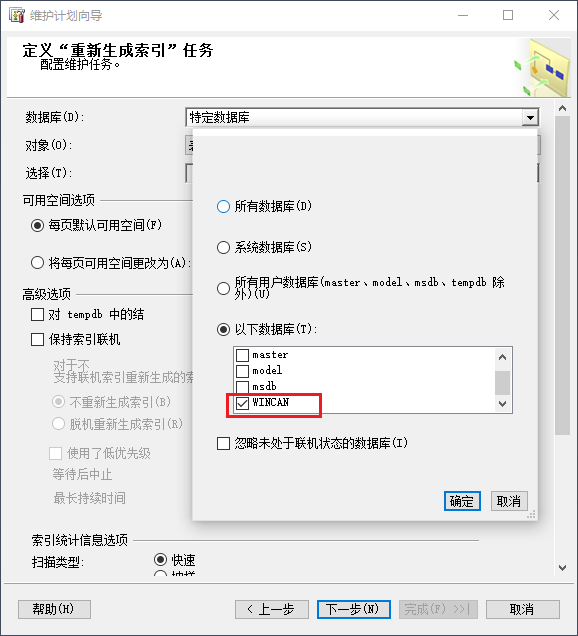 维护计划向导
定义“重新生成索引”任务
配置维护任务。
数据库(D):
特定数据库
对象(O):
选择(T):
所有数据库(D)
可用空间选项
每页默认可用空间(F)
系统数据库(S)
将每页可用空间更改为(A):
所有用户数据库(master、model、msdb、tempdb 除
外)(U)
高级选项
对 tempdb 中的结
以下数据库(T):
保持索引联机
master
对于不
model
支持联机索引重新生成的索
msdb
不重新生成索引(B)
WINCAN
脱机重新生成索引(R)
忽略未处于联机状态的数据库(I)
使用了低优先级
等待后中止
最长持续时间
确定
取消
索引统计信息选项
扫描类型:
快速
帮助(H)
< 上一步
下一步(N)
完成(F) >>|
取消